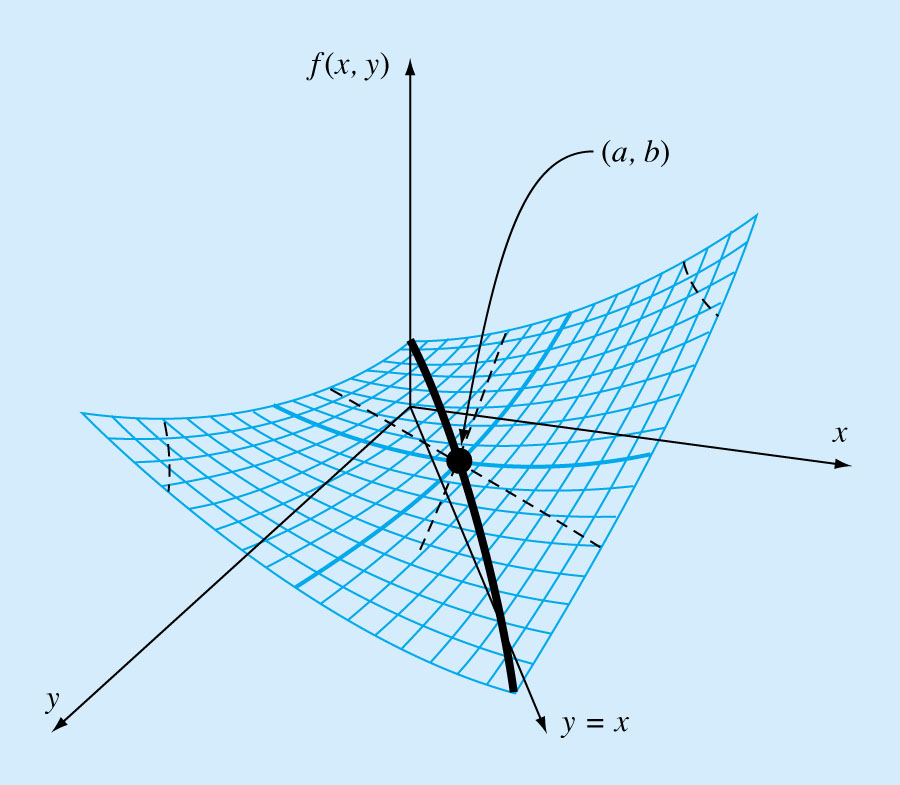 f(x, y)
(a, b)
x
y
y = x